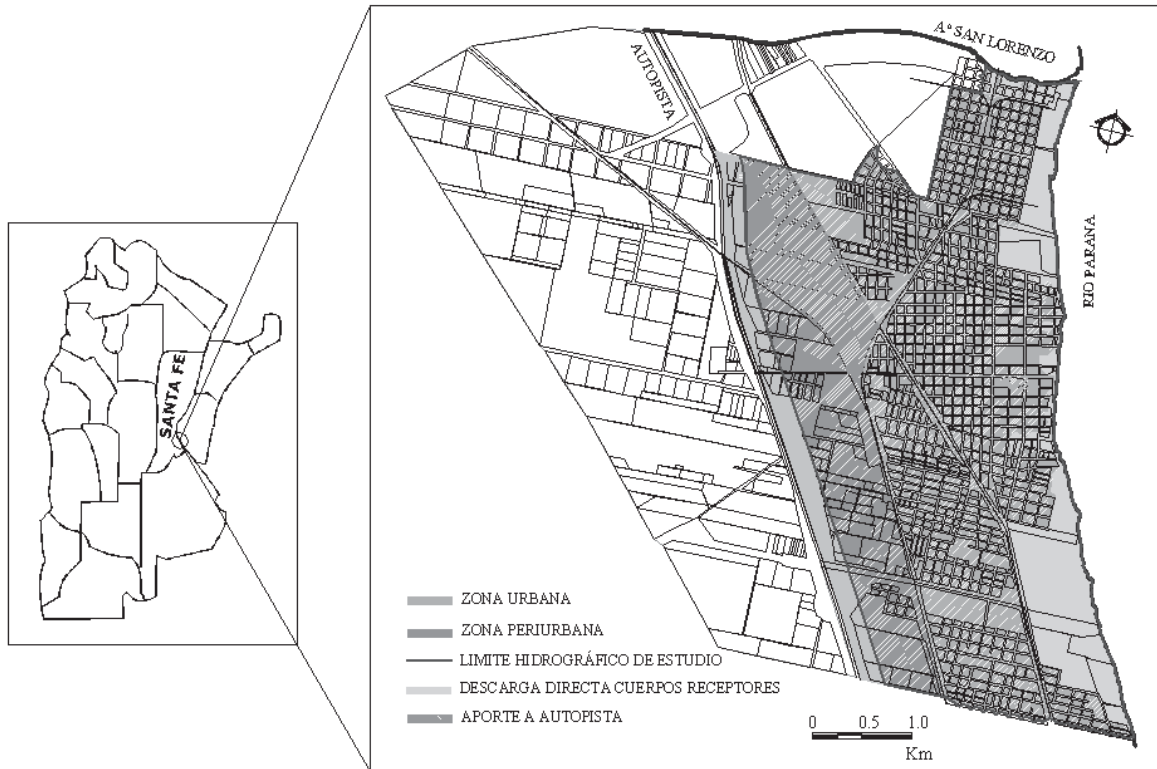 Aº SAN LORENZO
AUTOPISTA
RIO PARANA
SANTA FE
ZONA URBANA
ZONA PERIURBANA
LIMITE HIDROGRÁFICO DE ESTUDIO
DESCARGA DIRECTA CUERPOS RECEPTORES
APORTE A AUTOPISTA
0 0.5 1.0
Km